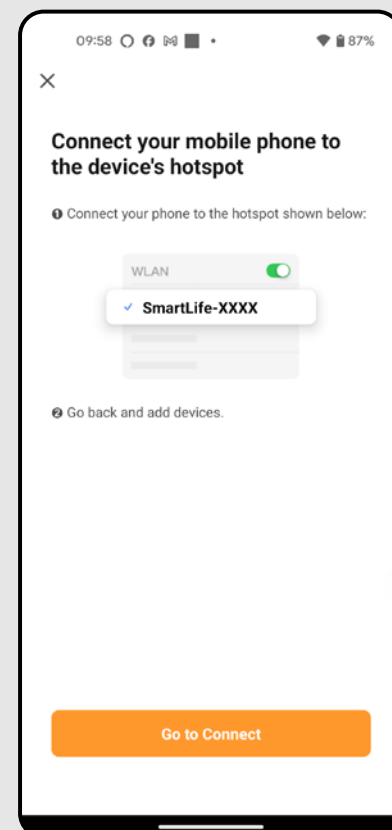 09:58 87%
Connect your mobile phone to
the device's hotspot
❶ Connect your phone to the hotspot shown below:
WLAN
SmartLife-XXXX
❷ Go back and add devices.
Go to Connect